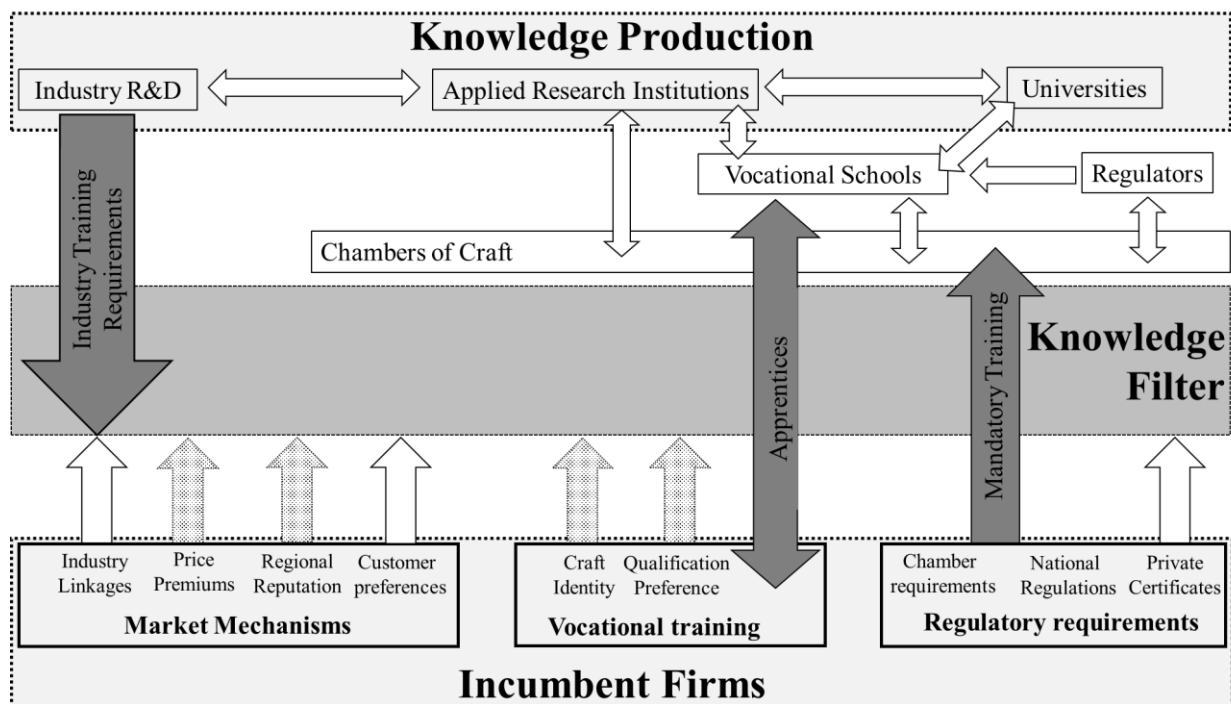 Knowledge Production
Industry R&D
Applied Research Institutions
Universities
Vocational Schools
Regulators
Chambers of Craft
Industry Training
Requirements
Knowledge
Filter
Apprentices
Mandatory Training
Industry
Linkages
Price
Premiums
Regional
Reputation
Customer
preferences
Market Mechanisms
Craft
Identity
Qualification
Preference
Vocational training
Chamber
requirements
National
Regulations
Private
Certificates
Regulatory requirements
Incumbent Firms